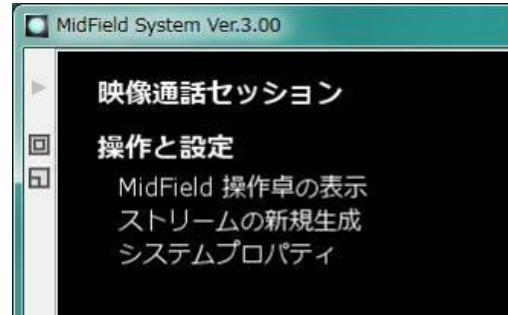 MidField System Ver.3.00
映像通話セッション
操作と設定
MidField 操作卓の表示
ストリームの新規生成
システムプロパティ